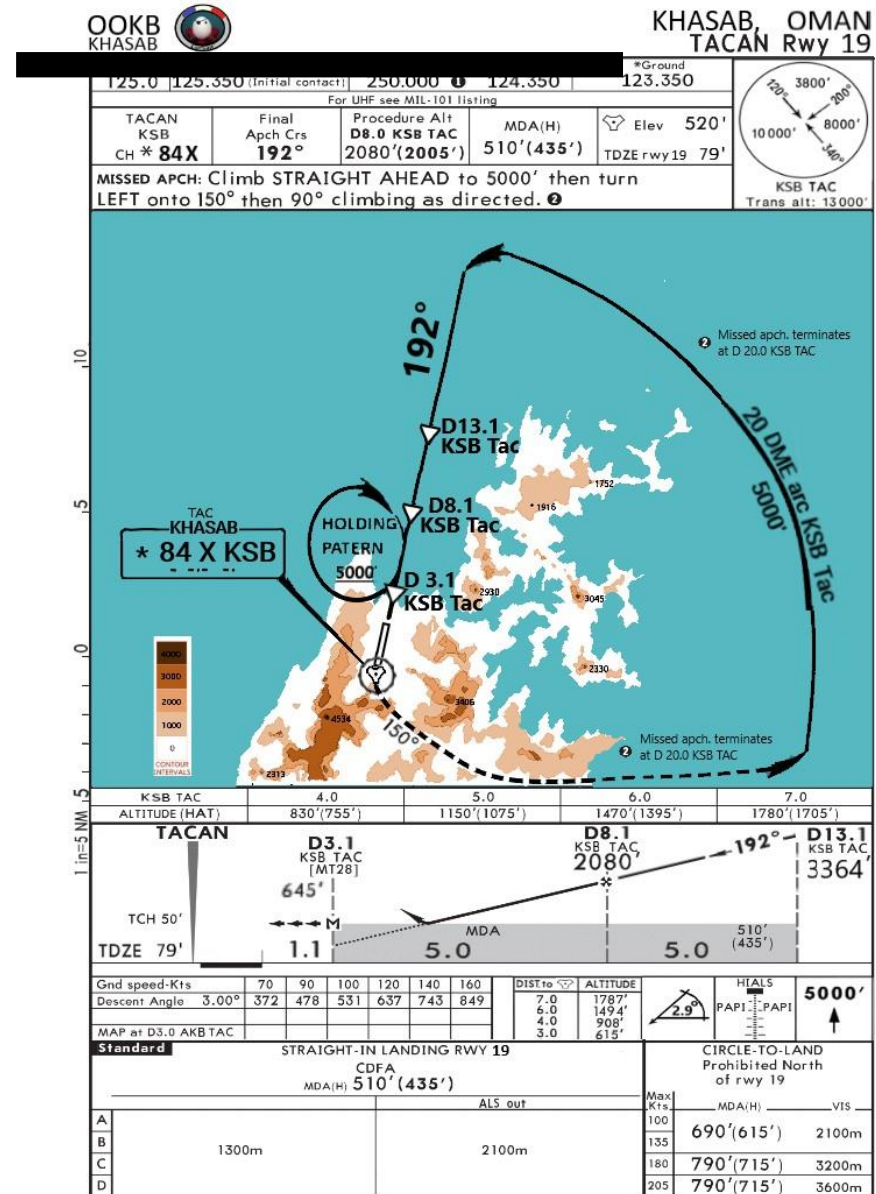 OOKB
KHASAB
KHASAB, OMAN
TACAN Rwy 19
125.0 125.350 (Initial contact) 250.000 1 124.350
*Ground
123.350
For UHF see MIL-101 listing
TACAN
KSB
CH * 84X
Final
Apch Crs
192°
Procedure Alt
D8.0 KSB TAC
2080'(2005')
MDA(H)
510'(435')
Elev 520'
TDZE rwy 19 79'
120°
3800'
200°
10 000'
8000'
340°
KSB TAC
Trans alt: 13000'
MISSED APCH: Climb STRAIGHT AHEAD to 5000' then turn
LEFT onto 150° then 90° climbing as directed. 2
192°
2 Missed apch. terminates
at D 20.0 KSB TAC
D13.1
KSB Tac
20 DME arc KSB Tac
5000'
1752
1916
D8.1
KSB Tac
TAC
KHASAB
* 84 X KSB
HOLDING
PATERN
5000'
D 3.1
KSB Tac
2930
3045
2330
3406
4534
2313
150°
2 Missed apch. terminates
at D 20.0 KSB TAC
4000
3000
2000
1000
0
CONTOUR
INTERVALS
10
5
0
5
1 in=5 NM
KSB TAC 4.0 5.0 6.0 7.0
ALTITUDE (HAT) 830'(755') 1150'(1075') 1470'(1395') 1780'(1705')
TACAN
D3.1
KSB TAC
[MT28]
645'
D8.1
KSB TAC
2080'
192°
D13.1
KSB TAC
3364'
TCH 50'
M
MDA
510'
(435')
TDZE 79'
1.1 5.0 5.0
Gnd speed-Kts 70 90 100 120 140 160
Descent Angle 3.00° 372 478 531 637 743 849
MAP at D3.0 AKB TAC
DIST to ALTITUDE
7.0 1787'
6.0 1494'
4.0 908'
3.0 615'
2.9°
HIALS
PAPI PAPI
5000'
Standard
STRAIGHT-IN LANDING RWY 19
CDFA
MDA(H) 510'(435')
ALS out
A
B
C
D
1300m
2100m
CIRCLE-TO-LAND
Prohibited North
of rwy 19
Max
Kts
MDA(H) VIS
100
135
690'(615') 2100m
180 790'(715') 3200m
205 790'(715') 3600m